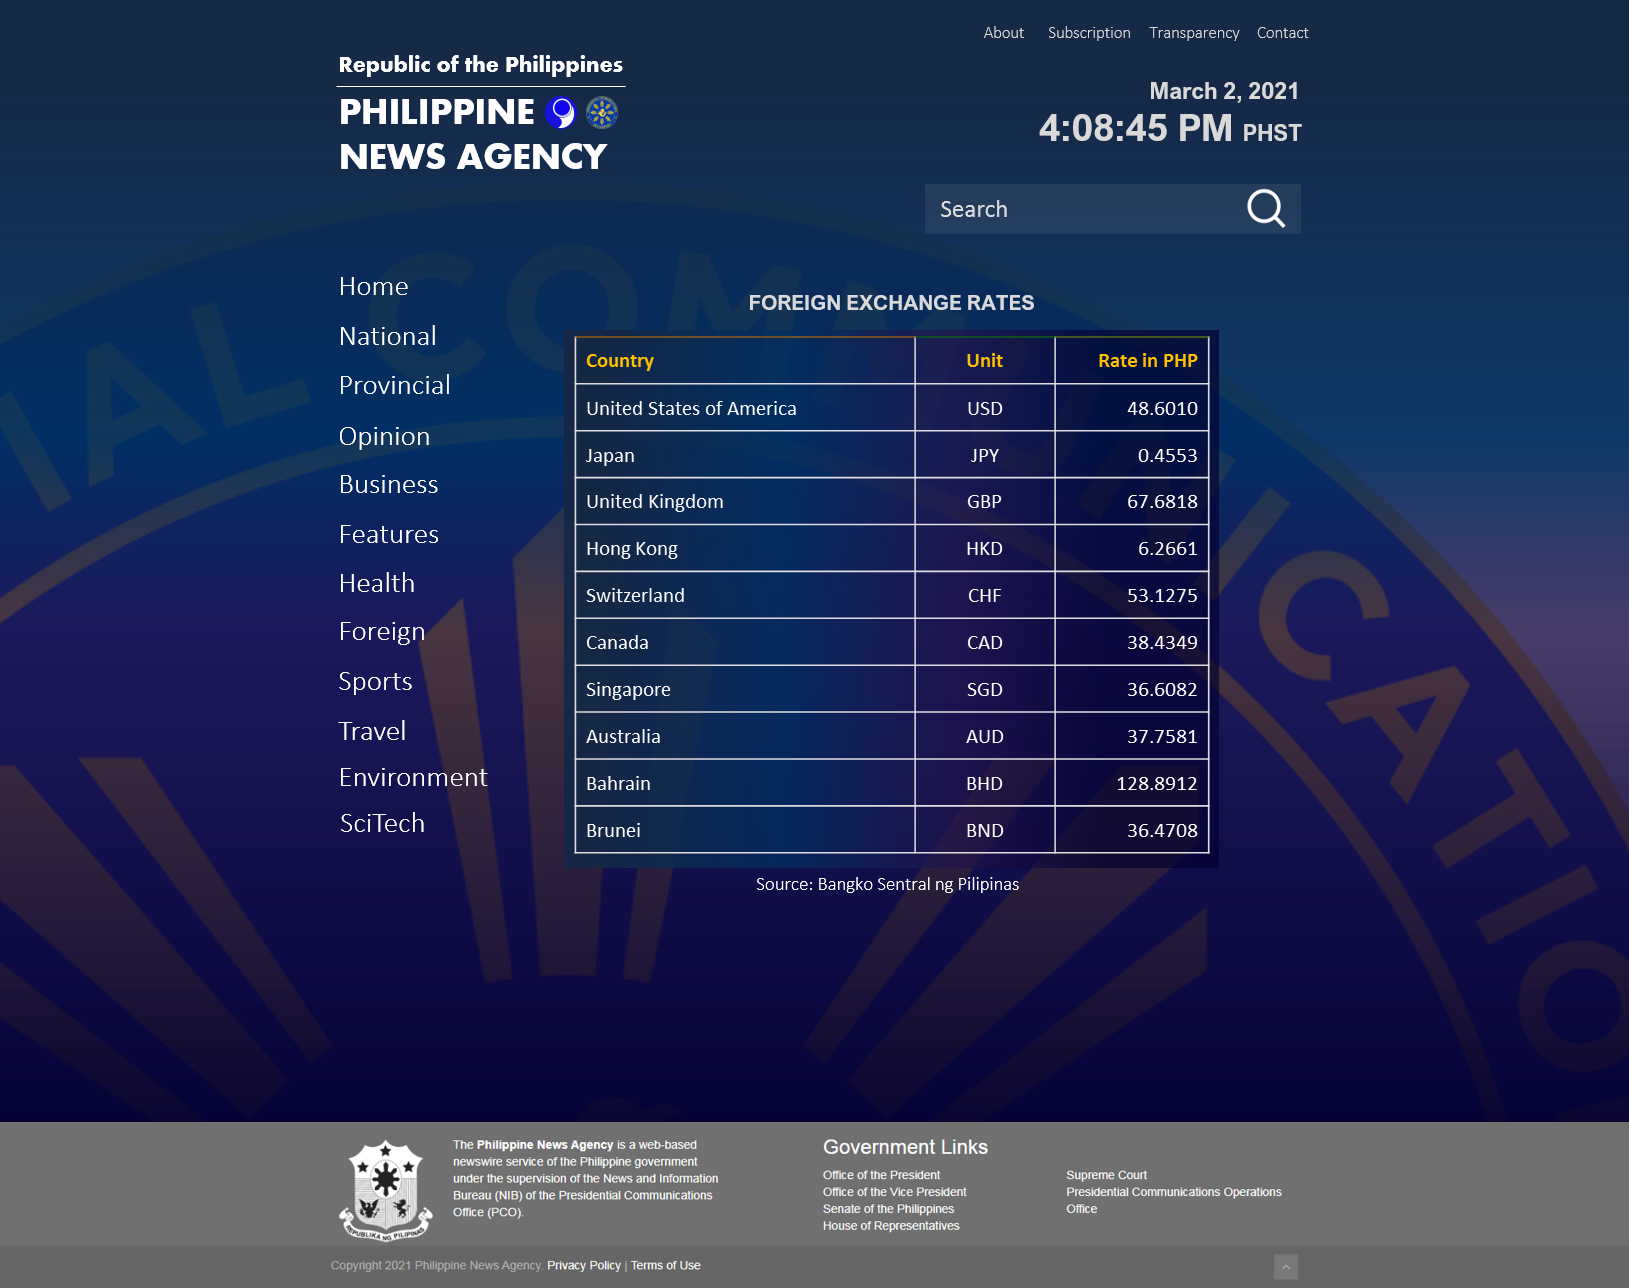 About Subscription Transparency Contact
Republic of the Philippines
PHILIPPINE
NEWS AGENCY
March 2, 2021
4:08:45 PM PHST
Search
Home
National
Provincial
Opinion
Business
Features
Health
Foreign
Sports
Travel
Environment
SciTech
FOREIGN EXCHANGE RATES
Country Unit Rate in PHP
United States of America USD 48.6010
Japan JPY 0.4553
United Kingdom GBP 67.6818
Hong Kong HKD 6.2661
Switzerland CHF 53.1275
Canada CAD 38.4349
Singapore SGD 36.6082
Australia AUD 37.7581
Bahrain BHD 128.8912
Brunei BND 36.4708
Source: Bangko Sentral ng Pilipinas
IAL COMMUNICATIO
REPUBLIKA NG PILIPINAS
The Philippine News Agency is a web-based
newswire service of the Philippine government
under the supervision of the News and Information
Bureau (NIB) of the Presidential Communications
Office (PCO).
Government Links
Office of the President
Office of the Vice President
Senate of the Philippines
House of Representatives
Supreme Court
Presidential Communications Operations
Office
Copyright 2021 Philippine News Agency. Privacy Policy | Terms of Use